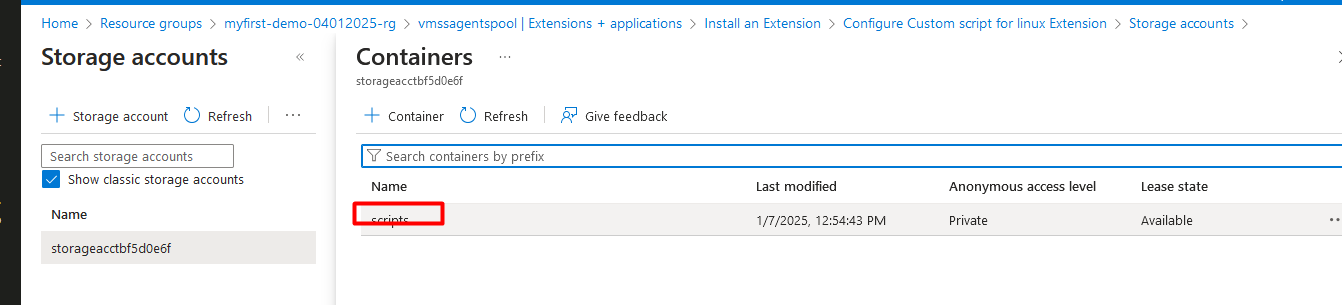 Home > Resource groups > myfirst-demo-04012025-rg > vmssagentspool | Extensions + applications > Install an Extension > Configure Custom script for linux Extension > Storage accounts >
Storage accounts «
+ Storage account Refresh ...
Search storage accounts
Show classic storage accounts
Name
storageacctbf5d0e6f
Containers ...
storageacctbf5d0e6f
+ Container Refresh Give feedback
Search containers by prefix
Name Last modified Anonymous access level Lease state
scripts 1/7/2025, 12:54:43 PM Private Available